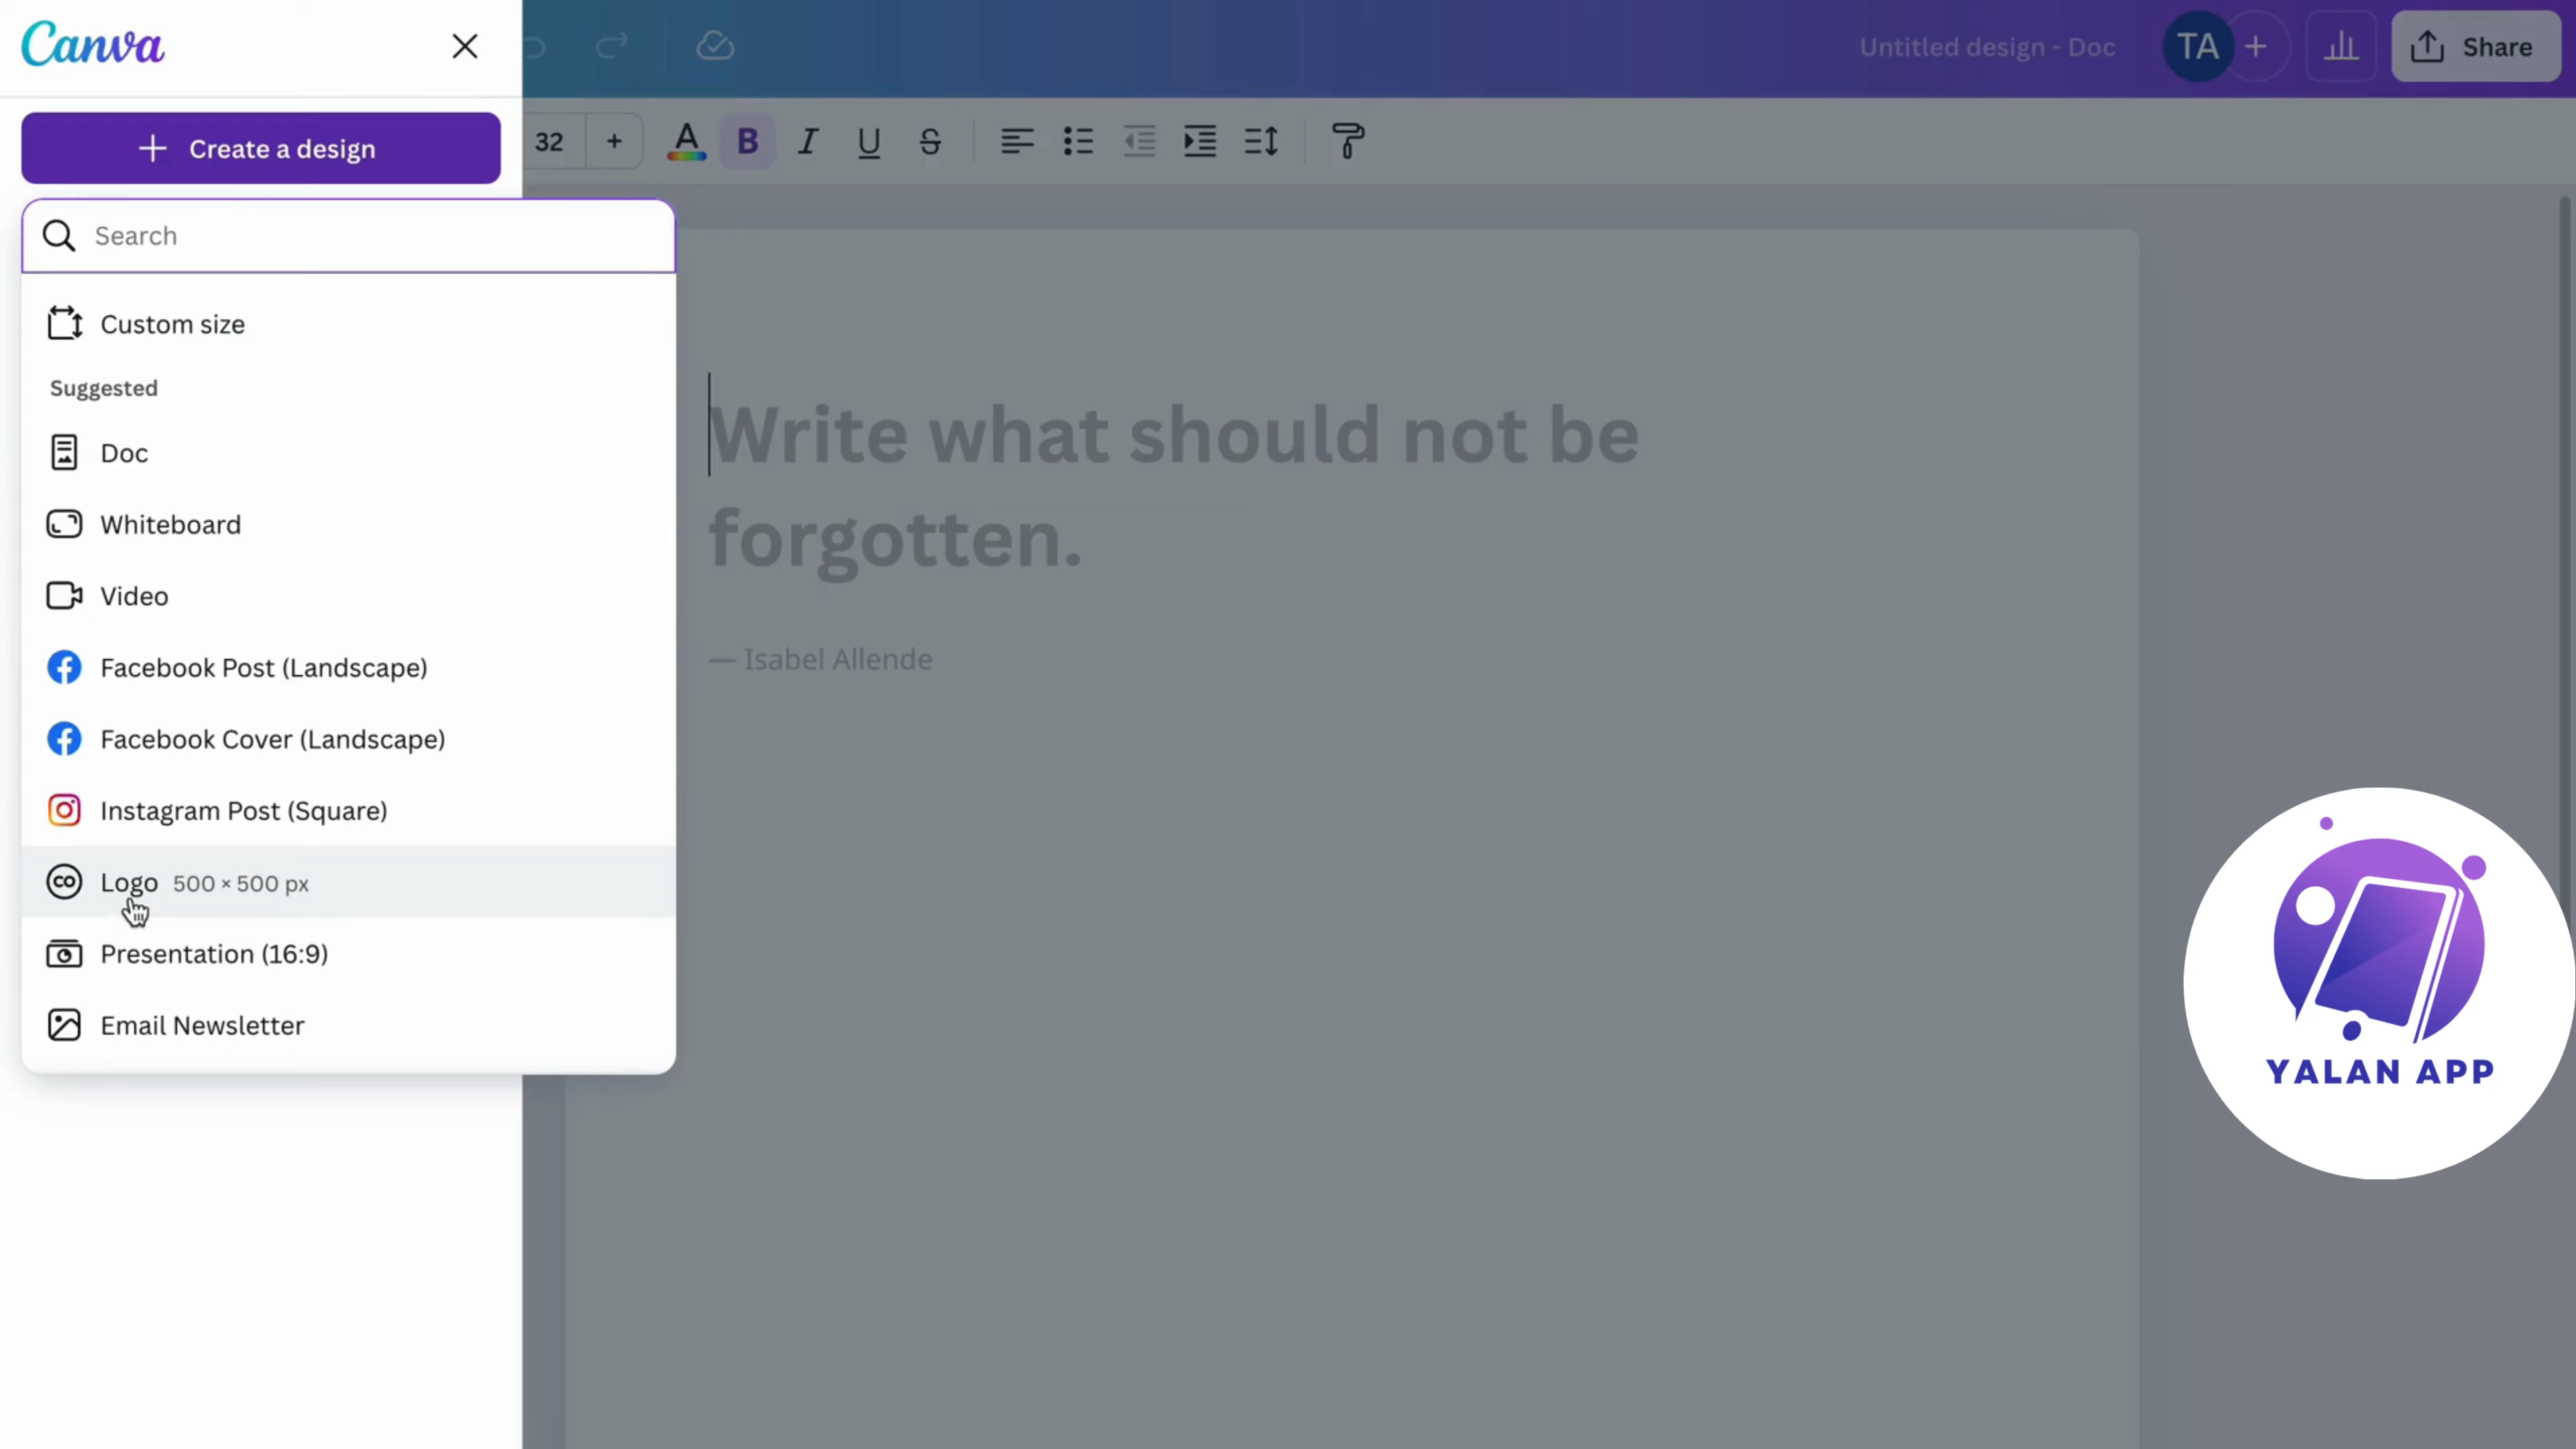 Canva
Untitled design - Doc
TA
+
Share
+ Create a design
32
+
A
B
I
U
S
Search
Custom size
Suggested
Doc
Whiteboard
Video
Facebook Post (Landscape)
Facebook Cover (Landscape)
Instagram Post (Square)
CO
Logo 500 × 500 px
Presentation (16:9)
Email Newsletter
Write what should not be
forgotten.
— Isabel Allende
YALAN APP